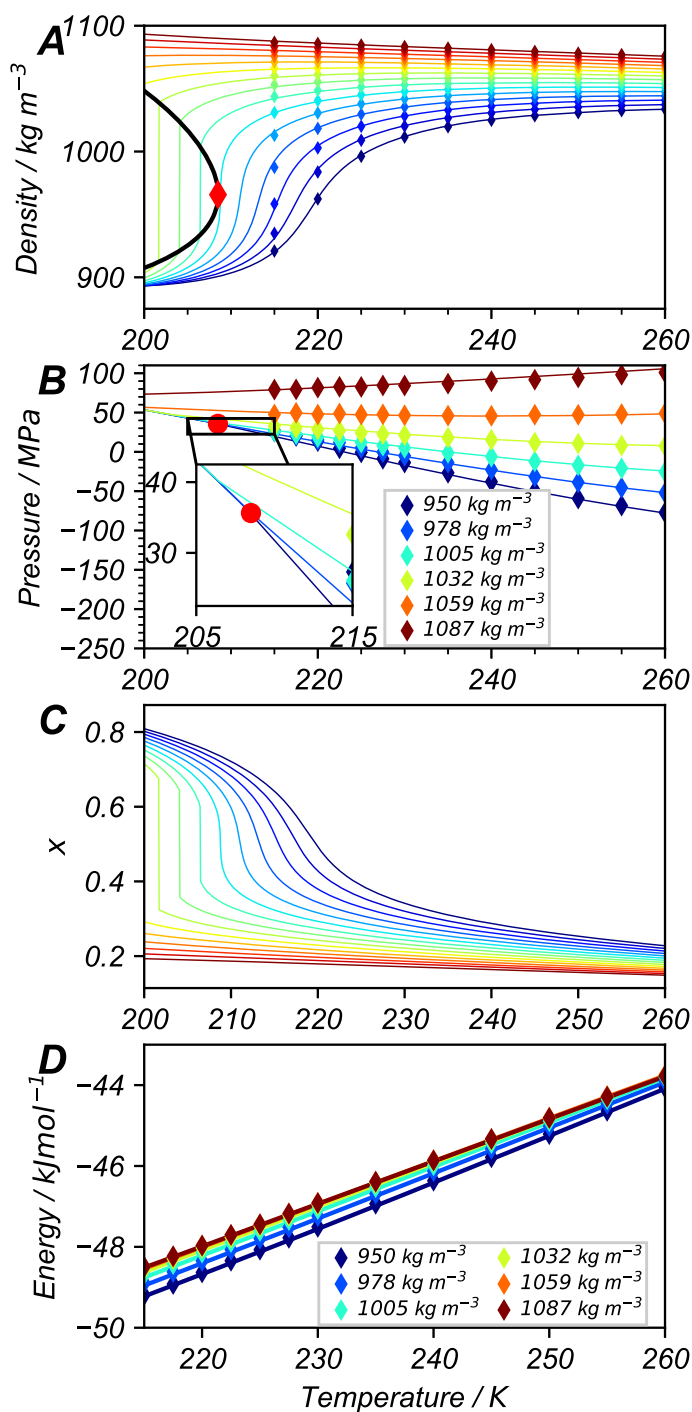 A
Density / kg m⁻³
1100
1000
900
200 220 240 260
B
Pressure / MPa
100
50
0
−50
−100
−150
−200
−250
40
30
205 215
950 kg m⁻³
978 kg m⁻³
1005 kg m⁻³
1032 kg m⁻³
1059 kg m⁻³
1087 kg m⁻³
200 220 240 260
C
x
0.8
0.6
0.4
0.2
200 210 220 230 240 250 260
D
Energy / kJmol⁻¹
−44
−46
−48
−50
950 kg m⁻³ 1032 kg m⁻³
978 kg m⁻³ 1059 kg m⁻³
1005 kg m⁻³ 1087 kg m⁻³
220 230 240 250 260
Temperature / K